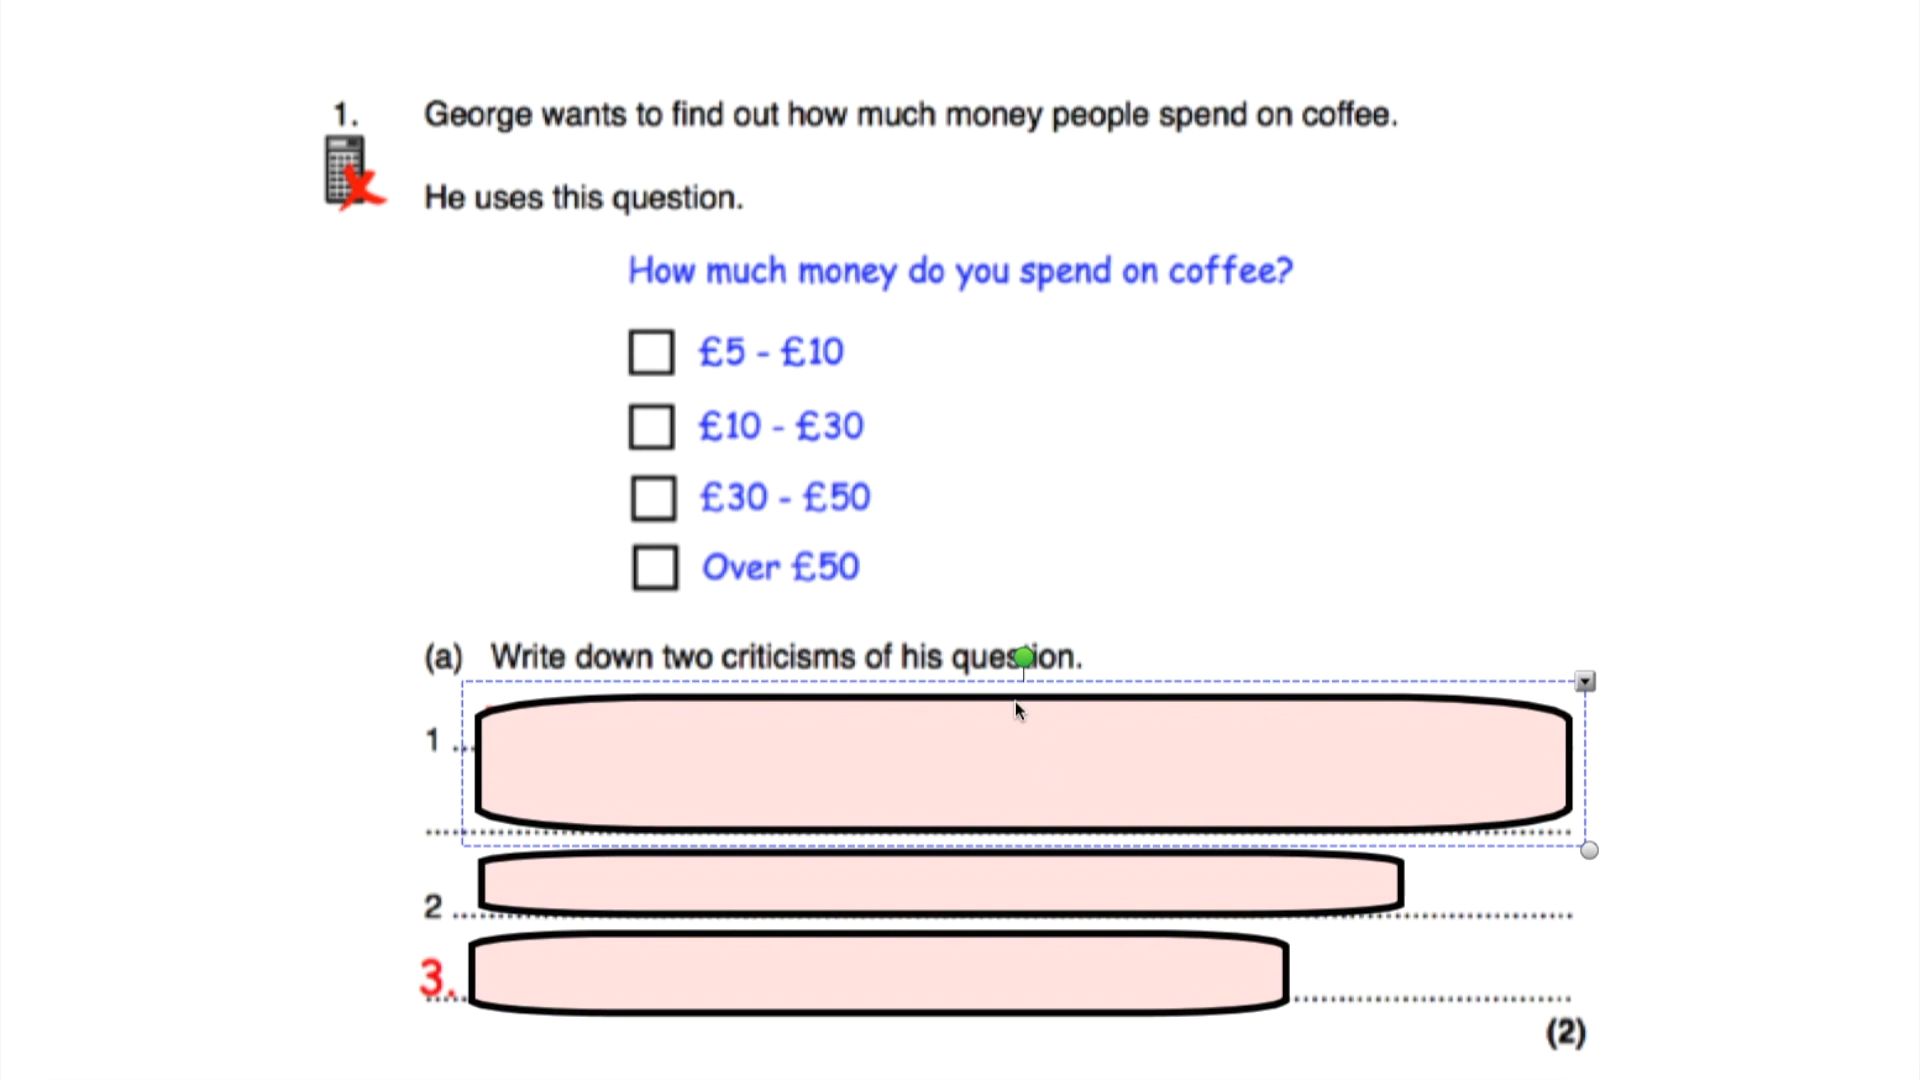 1. George wants to find out how much money people spend on coffee.
He uses this question.
How much money do you spend on coffee?
£5 - £10
£10 - £30
£30 - £50
Over £50
(a) Write down two criticisms of his question.
1
2
3.
(2)